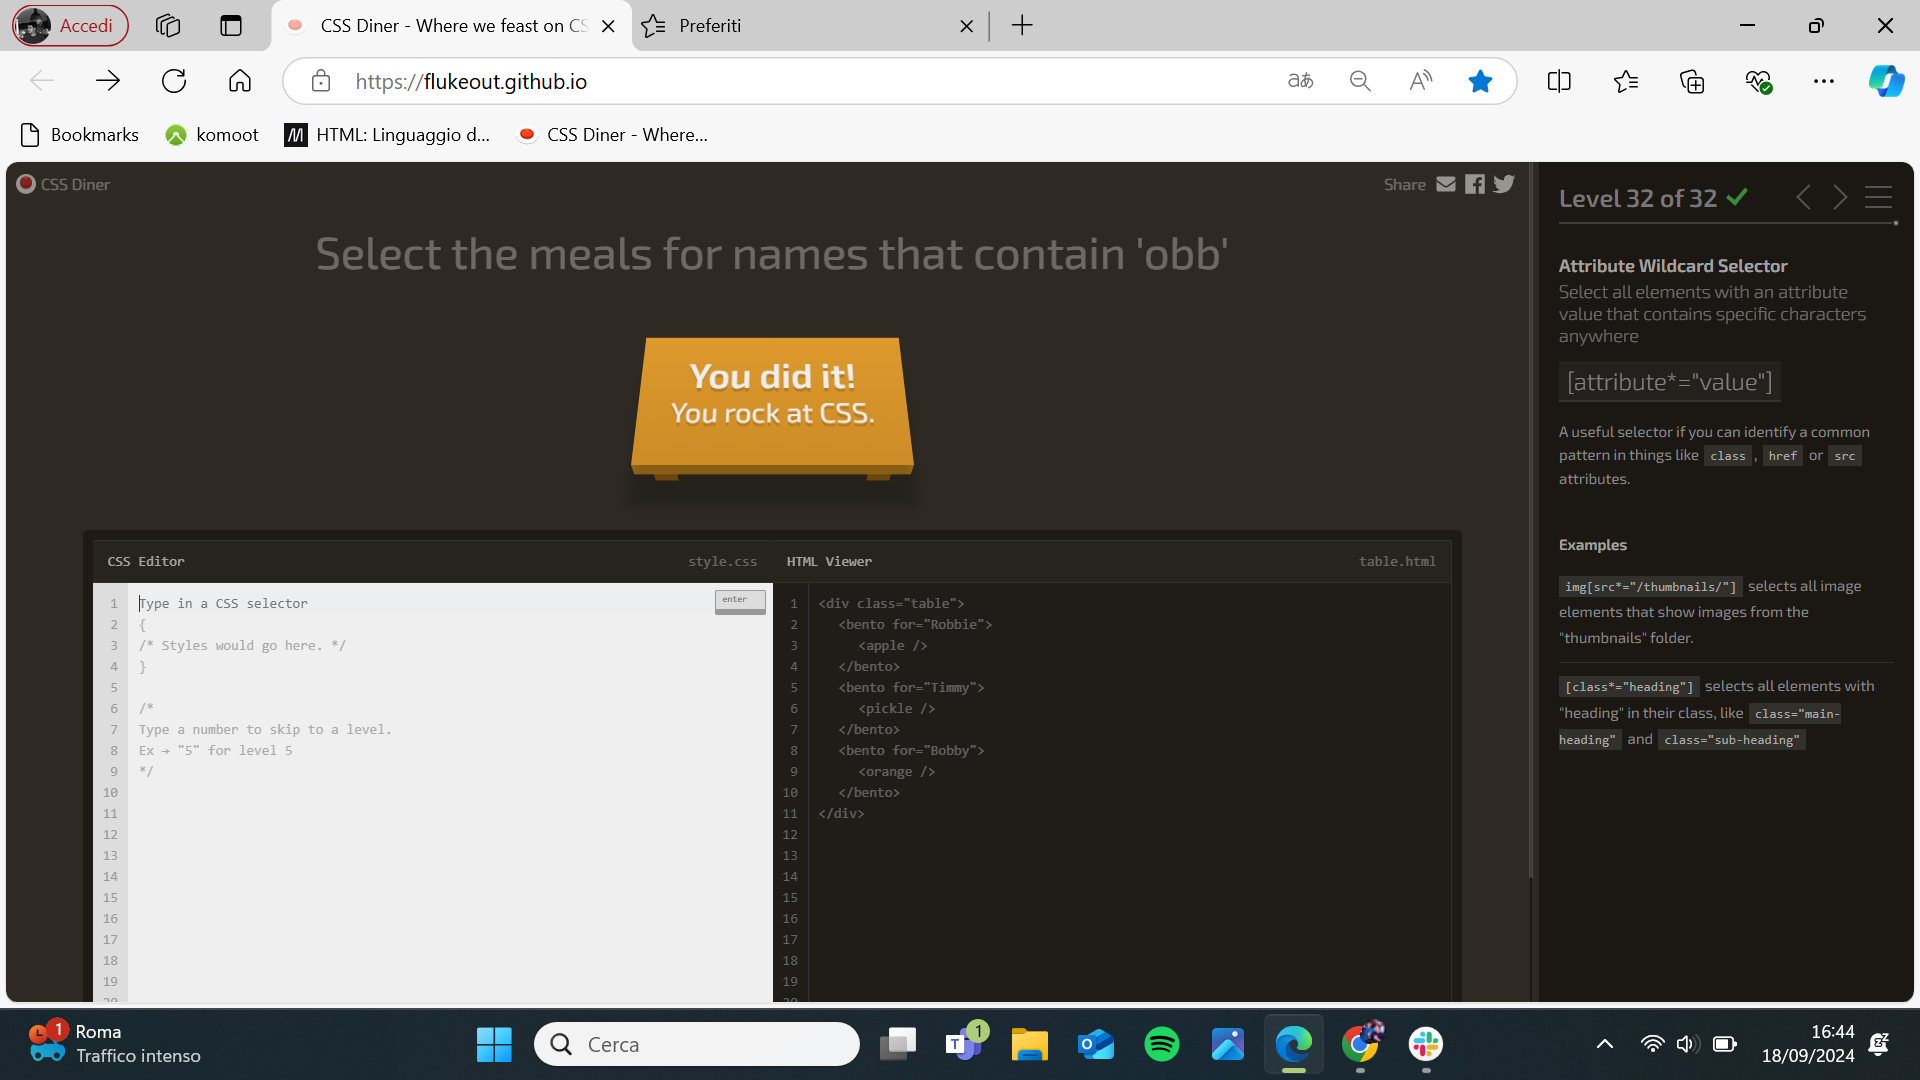 Accedi
CSS Diner - Where we feast on CS
Preferiti
https://flukeout.github.io
Bookmarks
komoot
HTML: Linguaggio d...
CSS Diner - Where...
CSS Diner
Share
Select the meals for names that contain 'obb'
You did it!
You rock at CSS.
CSS Editor
style.css
1 Type in a CSS selector
enter
2 {
3 /* Styles would go here. */
4 }
5
6 /*
7 Type a number to skip to a level.
8 Ex → "5" for level 5
9 */
10
11
12
13
14
15
16
17
18
19
20
HTML Viewer
table.html
1 <div class="table">
2 <bento for="Robbie">
3 <apple />
4 </bento>
5 <bento for="Timmy">
6 <pickle />
7 </bento>
8 <bento for="Bobby">
9 <orange />
10 </bento>
11 </div>
12
13
14
15
16
17
18
19
20
Level 32 of 32
Attribute Wildcard Selector
Select all elements with an attribute
value that contains specific characters
anywhere
[attribute*="value"]
A useful selector if you can identify a common
pattern in things like class , href or src
attributes.
Examples
img[src*="/thumbnails/"] selects all image
elements that show images from the
"thumbnails" folder.
[class*="heading"] selects all elements with
"heading" in their class, like class="main-
heading" and class="sub-heading"
1
Roma
Traffico intenso
Cerca
1
16:44
18/09/2024